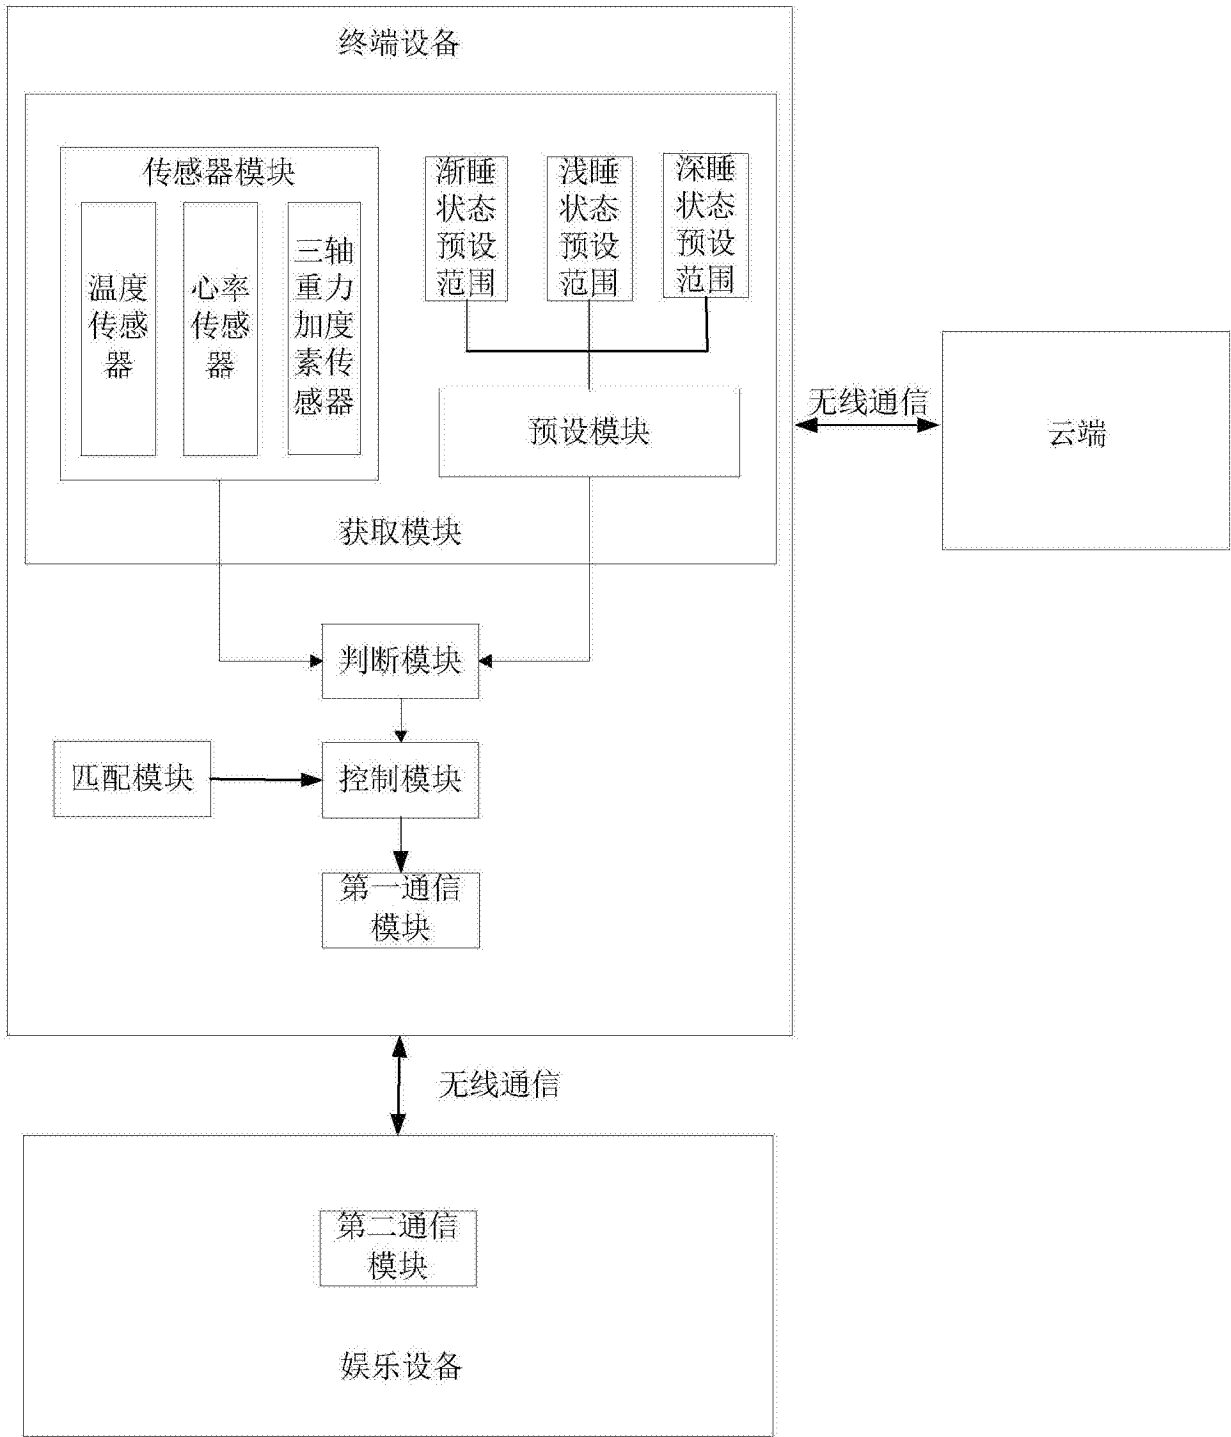 终端设备
传感器模块
温度
传感
器
心率
传感
器
三轴
重力
加度
素传
感器
渐睡
状态
预设
范围
浅睡
状态
预设
范围
深睡
状态
预设
范围
预设模块
获取模块
无线通信
云端
判断模块
匹配模块
控制模块
第一通信
模块
无线通信
第二通信
模块
娱乐设备